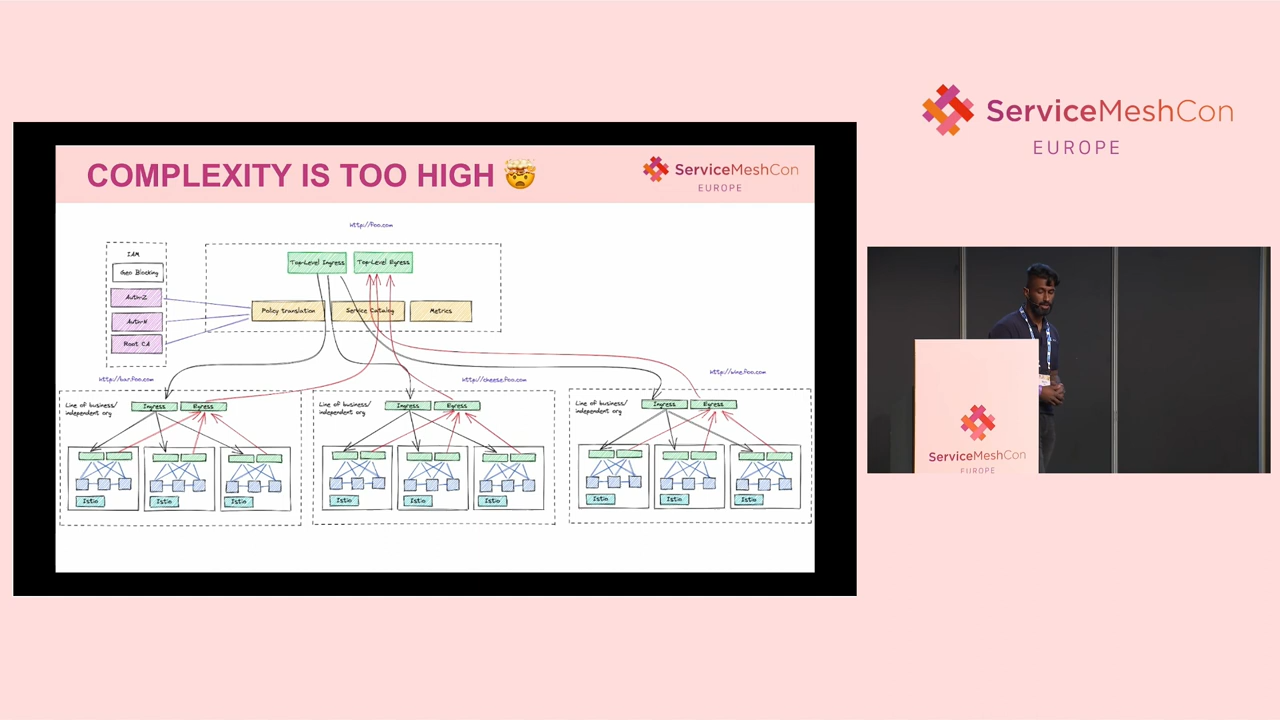 COMPLEXITY IS TOO HIGH 🤯
ServiceMeshCon
EUROPE
http://foo.com
IAM
Geo Blocking
Auth-Z
Auth-N
Root CA
Top-Level Ingress
Top-Level Egress
Policy translation
Service Catalog
Metrics
http://bar.foo.com
http://cheese.foo.com
http://wine.foo.com
Line of business/
independent org
Ingress
Egress
Istio
Istio
Istio
Line of business/
independent org
Ingress
Egress
Istio
Istio
Istio
Line of business/
independent org
Ingress
Egress
Istio
Istio
Istio
ServiceMeshCon
EUROPE
ServiceMeshCon
EUROPE